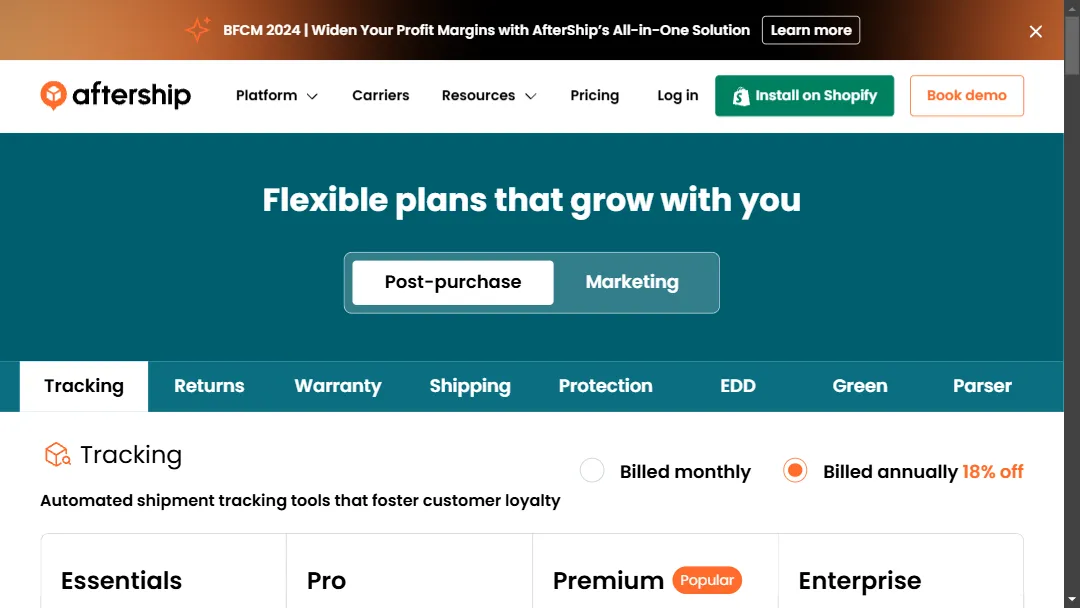 BFCM 2024 | Widen Your Profit Margins with AfterShip's All-in-One Solution Learn more
aftership Platform Carriers Resources Pricing Log in Install on Shopify Book demo
Flexible plans that grow with you
Post-purchase Marketing
Tracking Returns Warranty Shipping Protection EDD Green Parser
Tracking
Billed monthly Billed annually 18% off
Automated shipment tracking tools that foster customer loyalty
Essentials Pro Premium Popular Enterprise